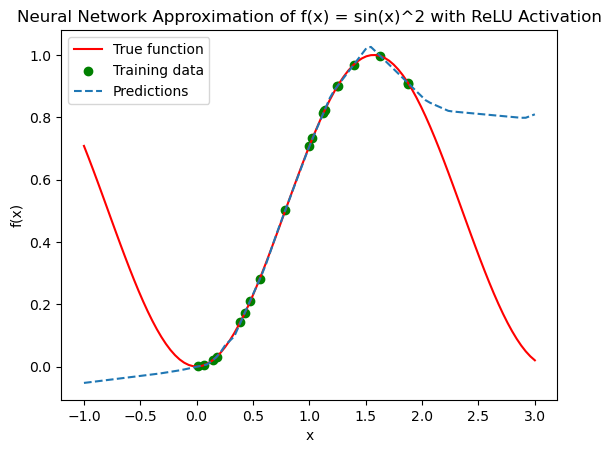 Neural Network Approximation of f(x) = sin(x)^2 with ReLU Activation
True function
Training data
Predictions
f(x)
1.0
0.8
0.6
0.4
0.2
0.0
−1.0 −0.5 0.0 0.5 1.0 1.5 2.0 2.5 3.0
x